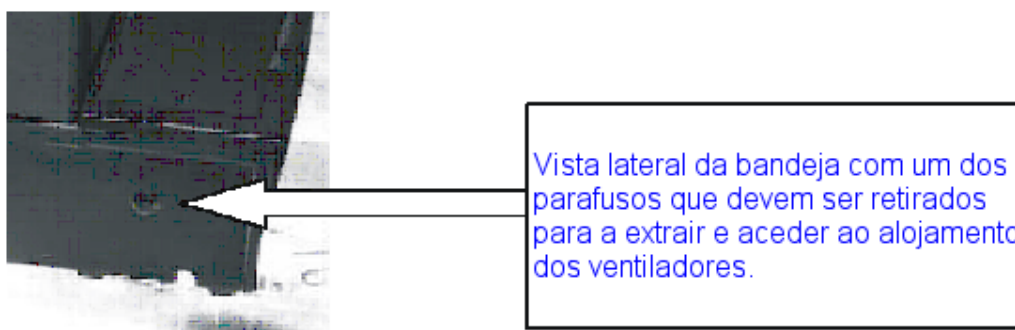 Vista lateral da bandeja com um dos
parafusos que devem ser retirados
para a extrair e aceder ao alojamento
dos ventiladores.